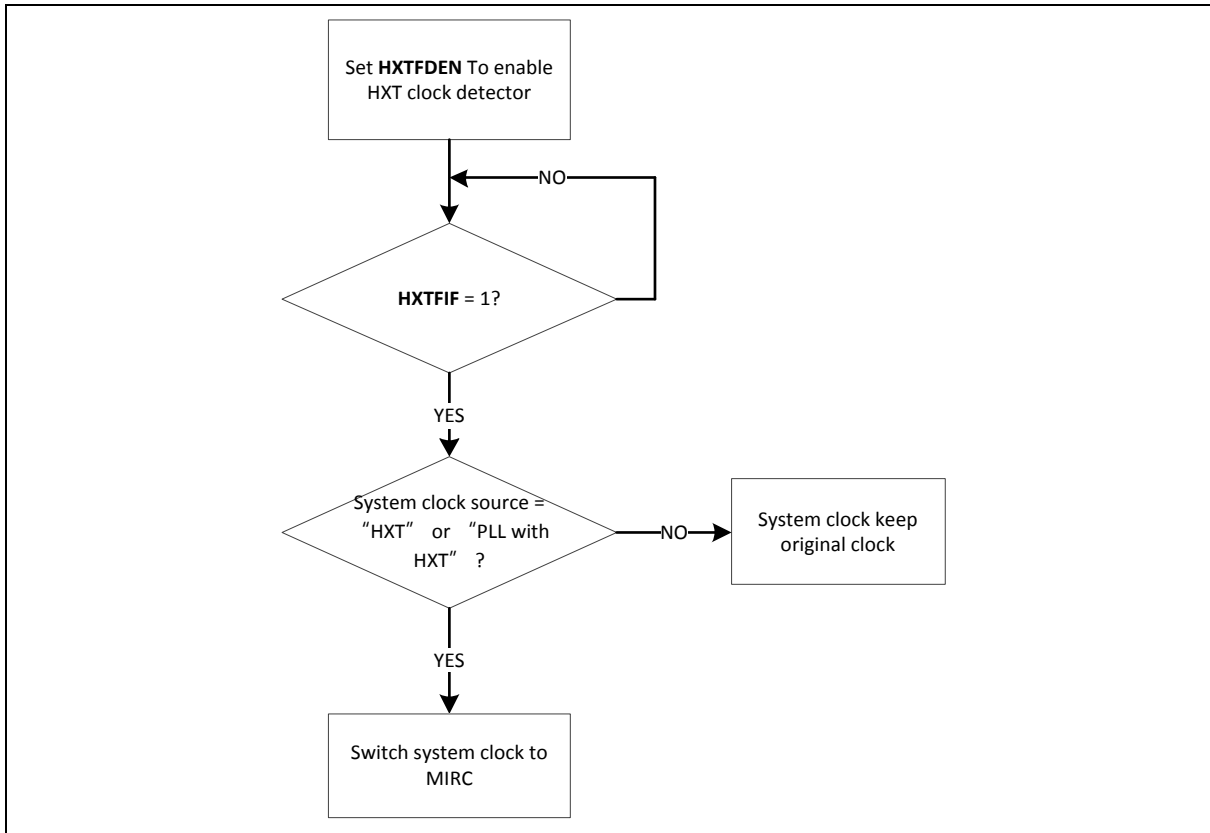 Set HXTFDEN To enable
HXT clock detector
NO
HXTFIF = 1?
YES
System clock source =
“HXT” or “PLL with
HXT” ?
NO
System clock keep
original clock
YES
Switch system clock to
MIRC